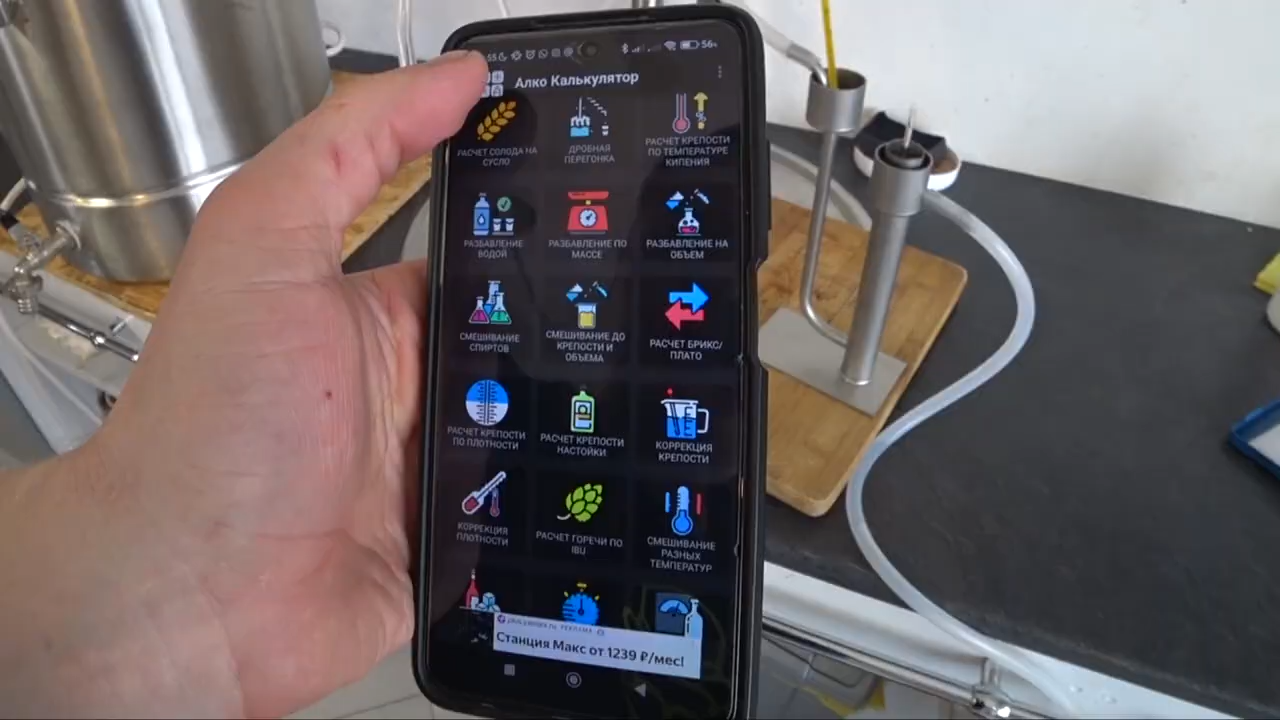 56
Алко Калькулятор
РАСЧЕТ СОЛОДА НА
СУСЛО
ДРОБНАЯ
ПЕРЕГОНКА
РАСЧЕТ КРЕПОСТИ
ПО ТЕМПЕРАТУРЕ
КИПЕНИЯ
РАЗБАВЛЕНИЕ
ВОДОЙ
РАЗБАВЛЕНИЕ ПО
МАССЕ
РАЗБАВЛЕНИЕ НА
ОБЪЕМ
СМЕШИВАНИЕ
СПИРТОВ
СМЕШИВАНИЕ ДО
КРЕПОСТИ И
ОБЪЕМА
РАСЧЕТ БРИКС/
ПЛАТО
РАСЧЕТ КРЕПОСТИ
ПО ПЛОТНОСТИ
РАСЧЕТ КРЕПОСТИ
НАСТОЙКИ
КОРРЕКЦИЯ
КРЕПОСТИ
КОРРЕКЦИЯ
ПЛОТНОСТИ
РАСЧЕТ ГОРЕЧИ ПО
IBU
СМЕШИВАНИЕ
РАЗНЫХ
ТЕМПЕРАТУР
РЕКЛАМА
Станция Макс от 1239 ₽/мес!